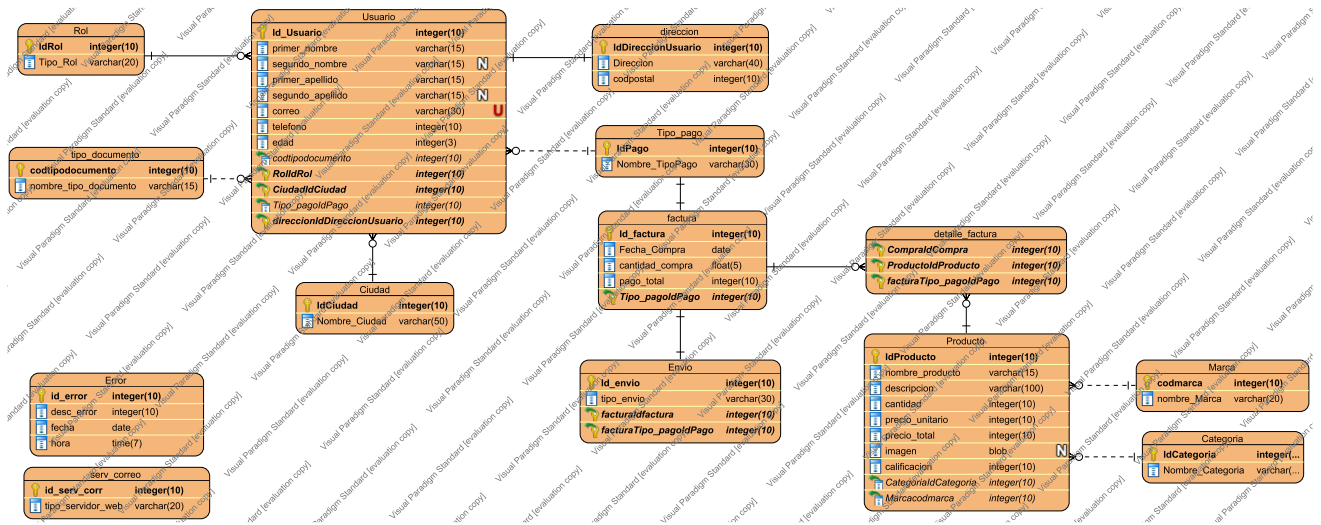 Rol
IdRol integer(10)
Tipo_Rol varchar(20)
Usuario
Id_Usuario integer(10)
primer_nombre varchar(15)
segundo_nombre varchar(15) N
primer_apellido varchar(15)
segundo_apellido varchar(15) N
correo varchar(30) U
telefono integer(10)
edad integer(3)
codtipodocumento integer(10)
RolIdRol integer(10)
CiudadIdCiudad integer(10)
Tipo_pagoIdPago integer(10)
direccionIdDireccionUsuario integer(10)
direccion
IdDireccionUsuario integer(10)
Direccion varchar(40)
codpostal integer(10)
tipo_documento
codtipodocumento integer(10)
nombre_tipo_documento varchar(15)
Tipo_pago
IdPago integer(10)
Nombre_TipoPago varchar(30)
factura
Id_factura integer(10)
Fecha_Compra date
cantidad_compra float(5)
pago_total integer(10)
Tipo_pagoIdPago integer(10)
detaile_factura
CompraIdCompra integer(10)
ProductoIdProducto integer(10)
facturaTipo_pagoIdPago integer(10)
Ciudad
IdCiudad integer(10)
Nombre_Ciudad varchar(50)
Envio
Id_envio integer(10)
tipo_envio varchar(30)
facturaIdfactura integer(10)
facturaTipo_pagoIdPago integer(10)
Producto
IdProducto integer(10)
nombre_producto varchar(15)
descripcion varchar(100)
cantidad integer(10)
precio_unitario integer(10)
precio_total integer(10)
imagen blob N
calificacion integer(10)
CategoriaIdCategoria integer(10)
Marcacodmarca integer(10)
Marca
codmarca integer(10)
nombre_Marca varchar(20)
Categoria
IdCategoria integer(...
Nombre_Categoria varchar(...
Error
id_error integer(10)
desc_error integer(10)
fecha date
hora time(7)
serv_correo
id_serv_corr integer(10)
tipo_servidor_web varchar(20)
Visual Paradigm Standard [evaluation copy]